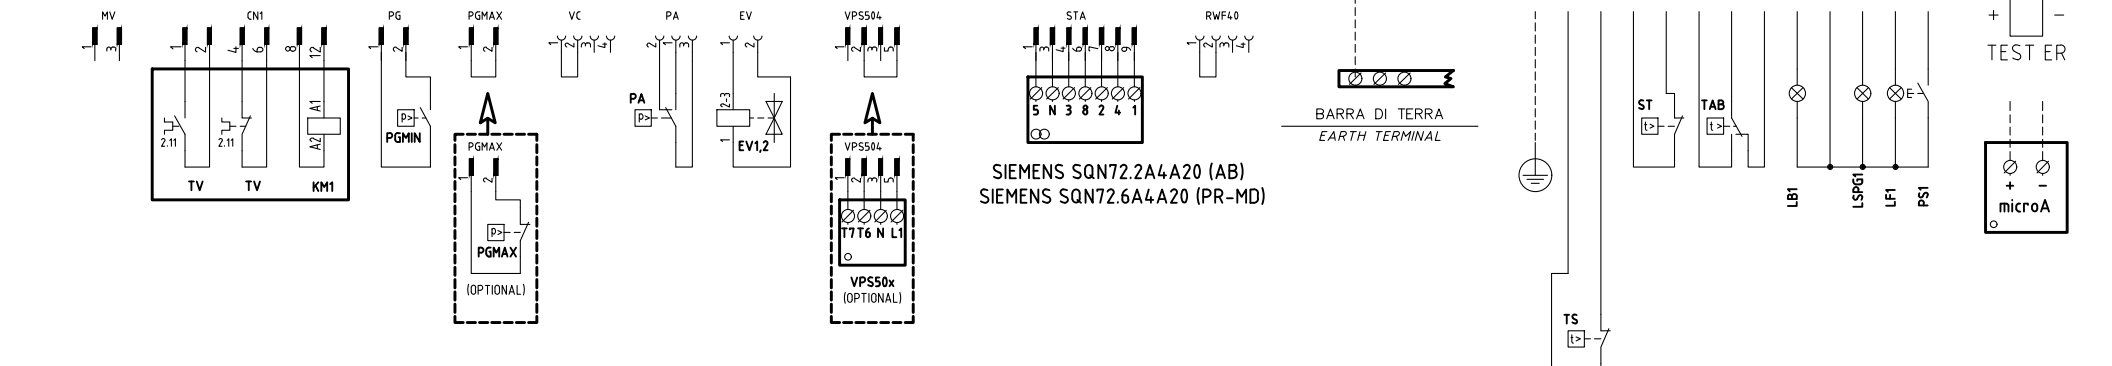 MV CN1 PG PGMAX VC PA EV VPS504 STA RWF40
1 3 1 2 4 6 8 12 1 2 1 2 1 2 3 4 2 1 3 1 2 1 2 3 5 1 3 4 6 7 8 9 1 2 3 4
+ -
TEST ER
2.11 2.11 A1 A2
TV TV KM1
P>
PGMIN
PGMAX
1 2
P>
PGMAX
(OPTIONAL)
PA
P>
2-3
1
EV1,2
VPS504
1 2 3 5
T7 T6 N L1
VPS50x
(OPTIONAL)
5 N 3 8 2 4 1
SIEMENS SQN72.2A4A20 (AB)
SIEMENS SQN72.6A4A20 (PR-MD)
BARRA DI TERRA
EARTH TERMINAL
ST
t>
TAB
t>
TS
t>
E
LB1 LSPG1 LF1 PS1
+ -
microA